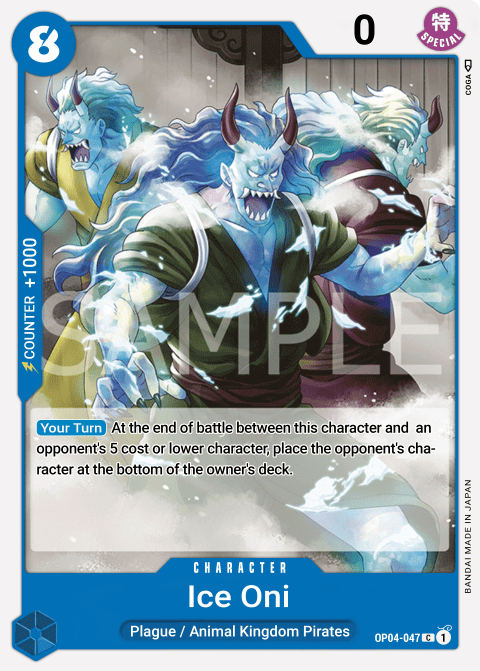 8
0
特
SPECIAL
COGA
COUNTER +1000
SAMPLE
Your Turn At the end of battle between this character and an
opponent's 5 cost or lower character, place the opponent's cha-
racter at the bottom of the owner's deck.
BANDAI MADE IN JAPAN
CHARACTER
Ice Oni
Plague / Animal Kingdom Pirates
OP04-047 C 1